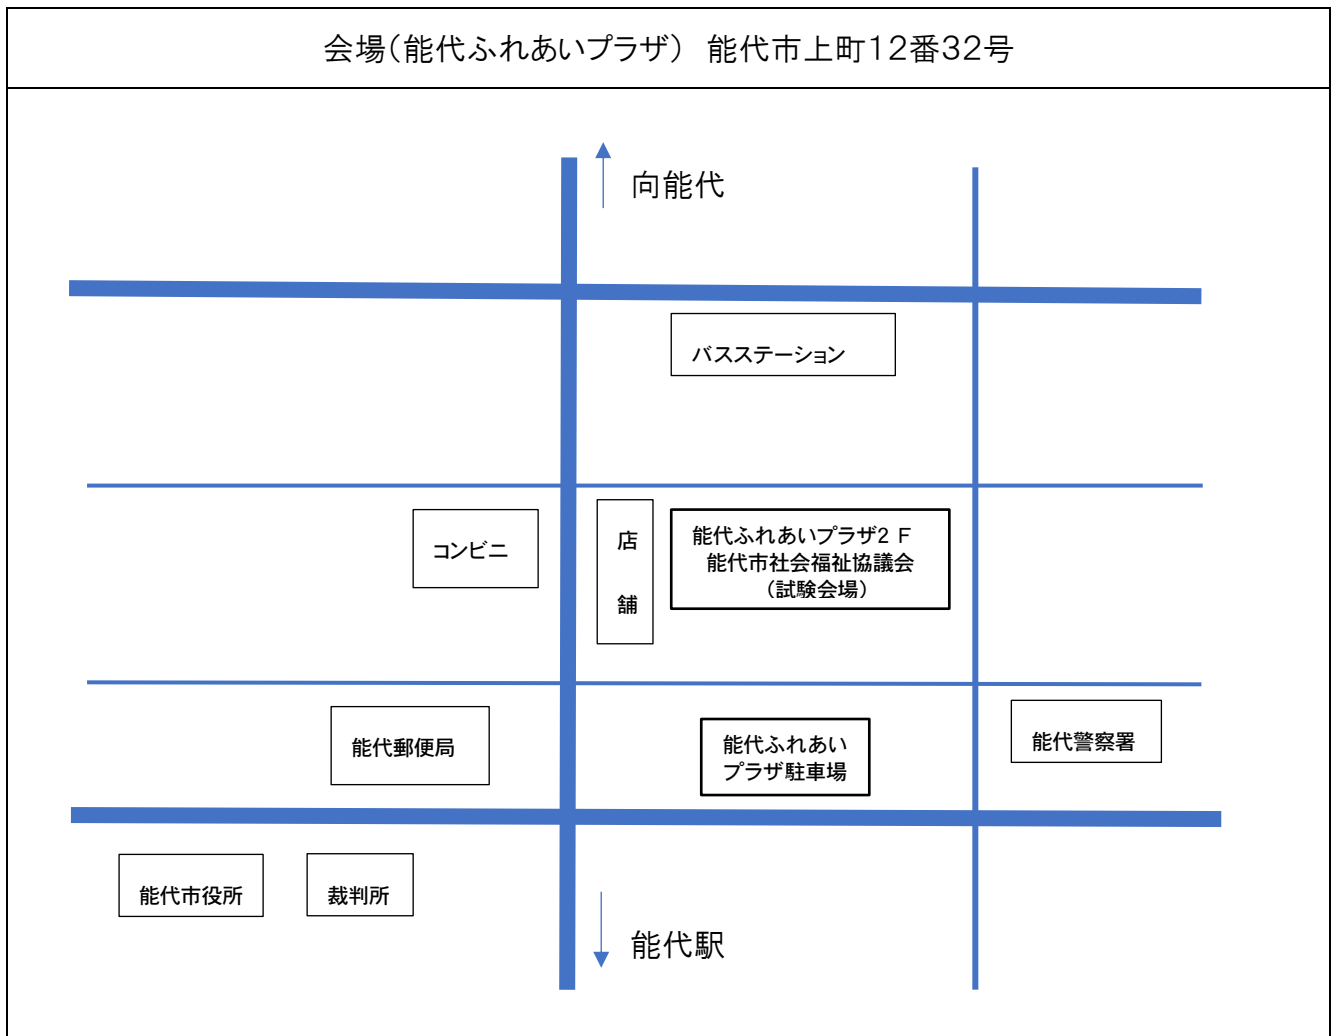 会場(能代ふれあいプラザ) 能代市上町12番32号
向能代
バスステーション
コンビニ
店
舗
能代ふれあいプラザ2F
能代市社会福祉協議会
(試験会場)
能代郵便局
能代ふれあい
プラザ駐車場
能代警察署
能代市役所
裁判所
能代駅